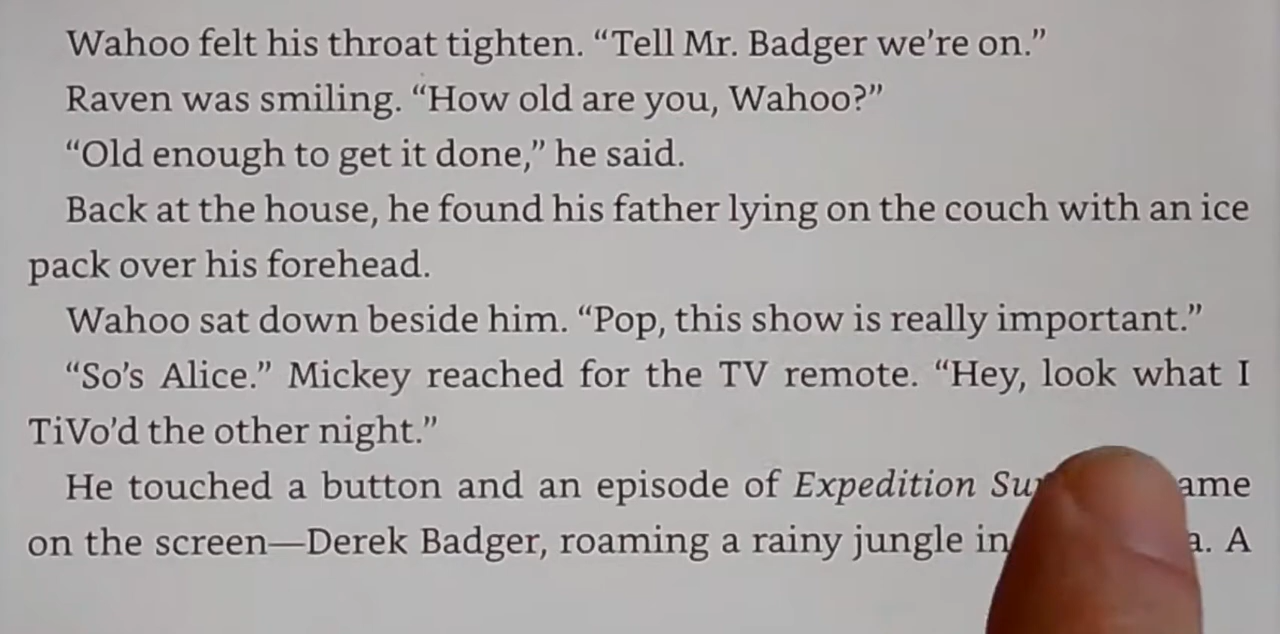 Wahoo felt his throat tighten. “Tell Mr. Badger we’re on.”
Raven was smiling. “How old are you, Wahoo?”
“Old enough to get it done,” he said.
Back at the house, he found his father lying on the couch with an ice
pack over his forehead.
Wahoo sat down beside him. “Pop, this show is really important.”
“So’s Alice.” Mickey reached for the TV remote. “Hey, look what I
TiVo’d the other night.”
He touched a button and an episode of Expedition
on the screen—Derek Badger, roaming a rainy jungle in A